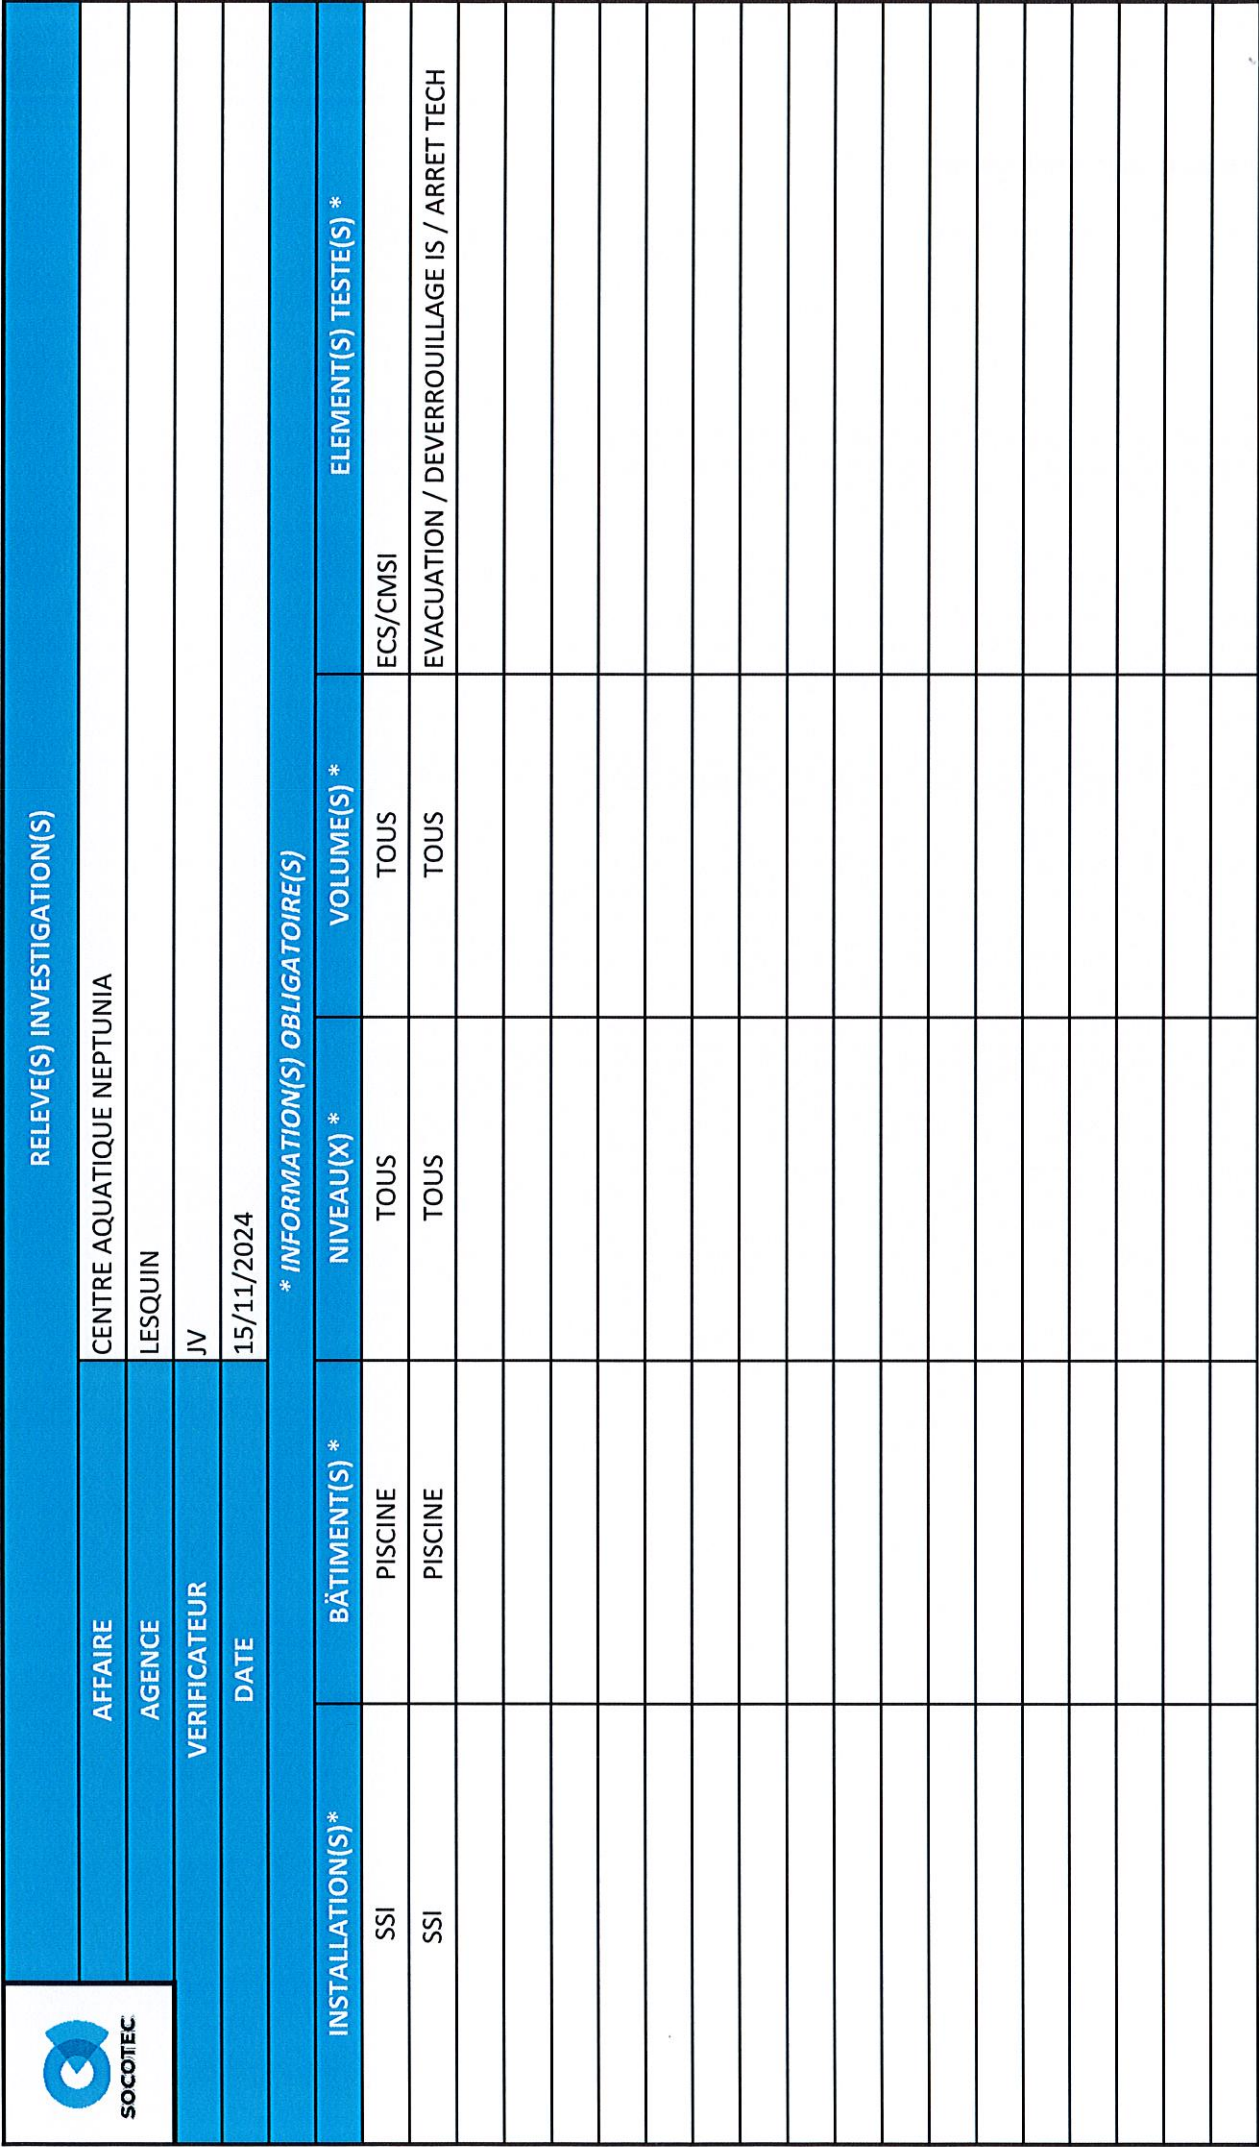 SOCOTEC
RELEVE(S) INVESTIGATION(S)
AFFAIRE CENTRE AQUATIQUE NEPTUNIA
AGENCE LESQUIN
VERIFICATEUR JV
DATE 15/11/2024
* INFORMATION(S) OBLIGATOIRE(S)
INSTALLATION(S)* BÄTIMENT(S) * NIVEAU(X) * VOLUME(S) * ELEMENT(S) TESTE(S) *
SSI PISCINE TOUS TOUS ECS/CMSI
SSI PISCINE TOUS TOUS EVACUATION / DEVERROUILLAGE IS / ARRET TECH